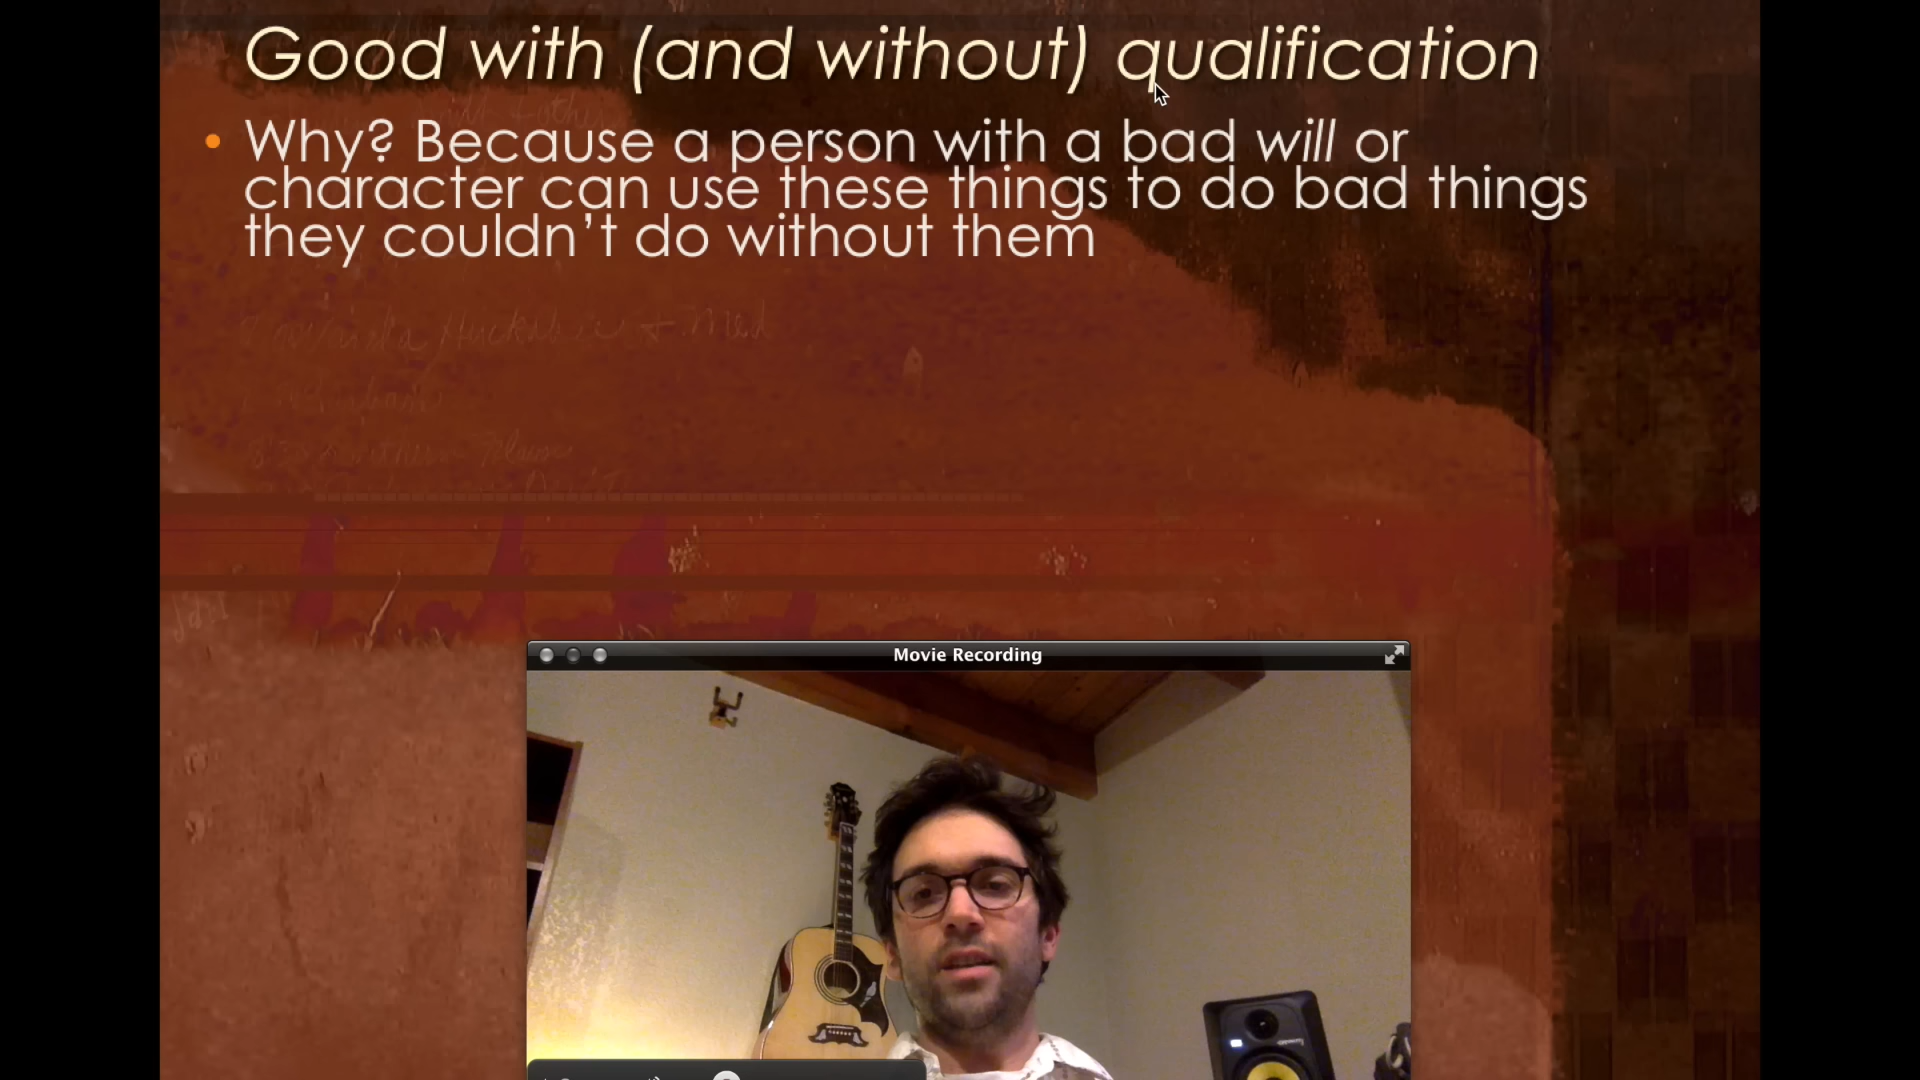 Good with (and without) qualification
• Why? Because a person with a bad will or
character can use these things to do bad things
they couldn’t do without them
Movie Recording